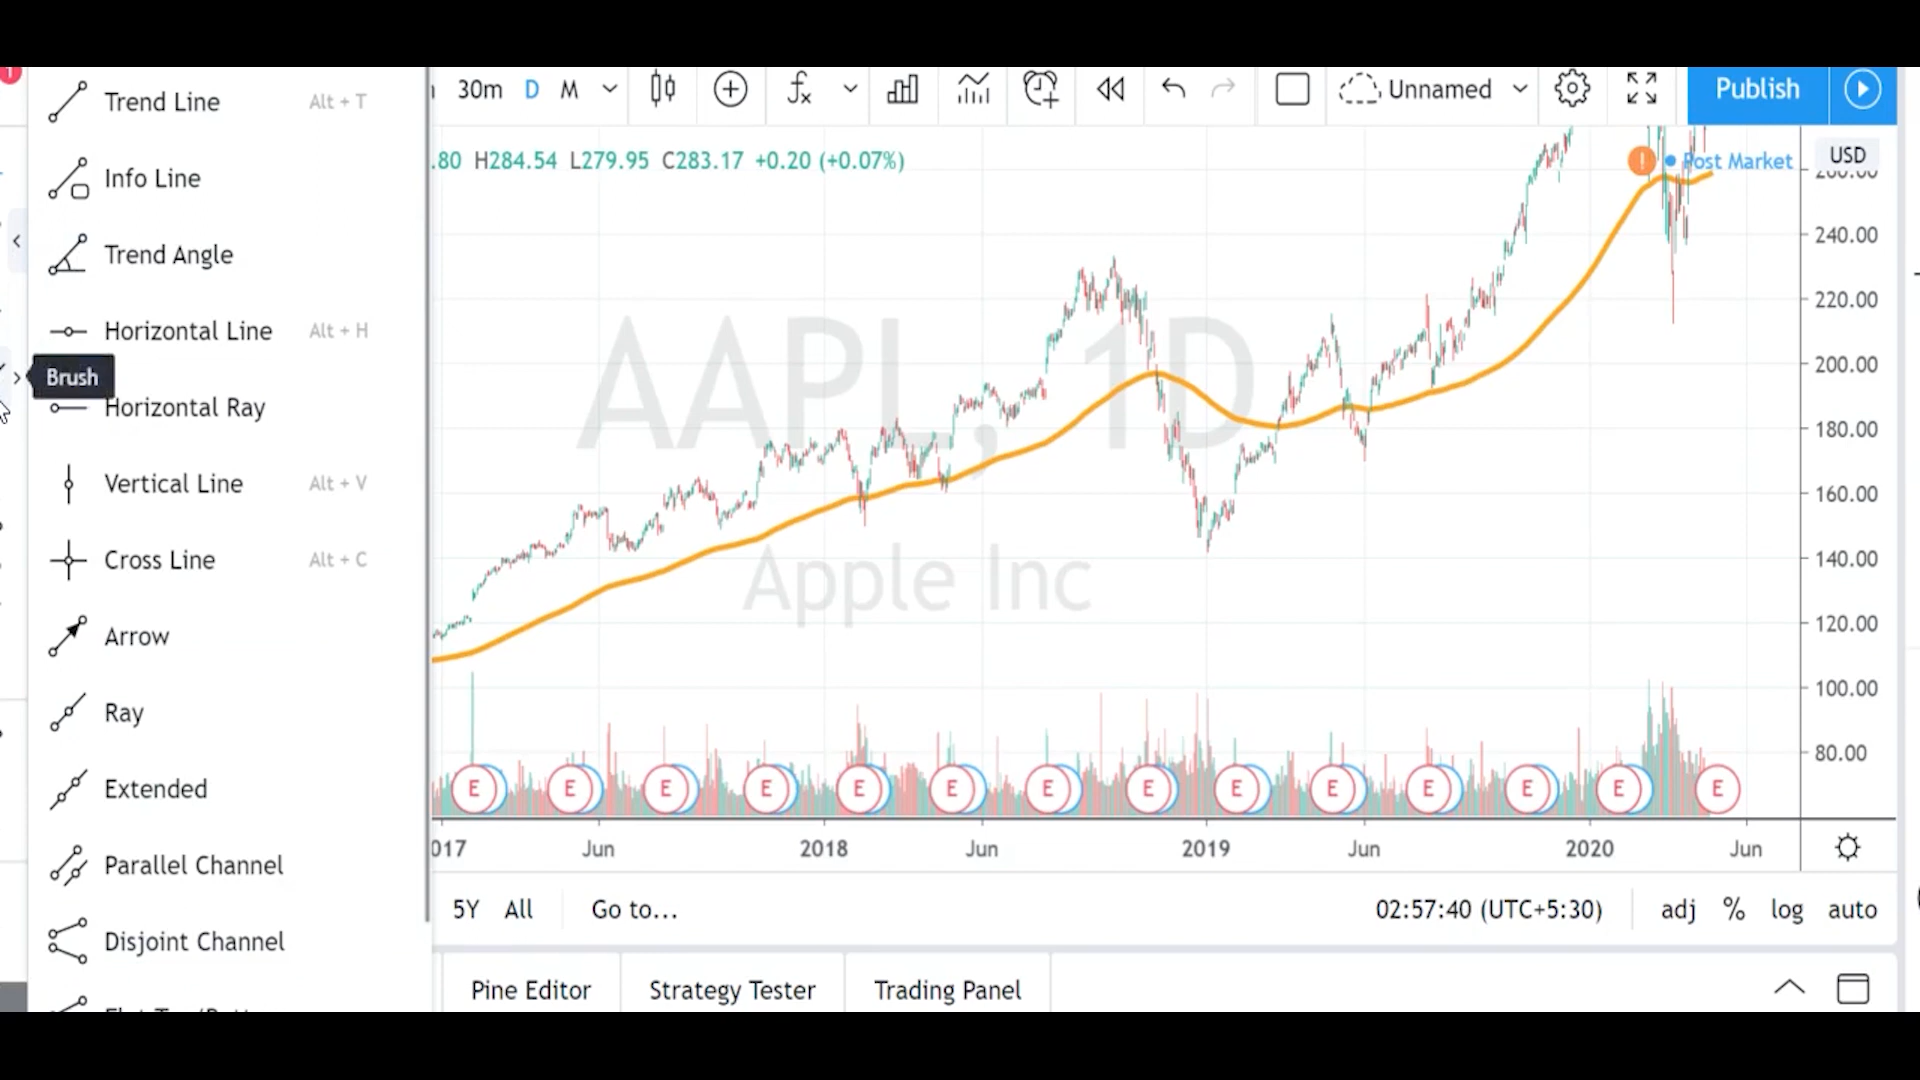 Trend Line Alt + T
Info Line
Trend Angle
Horizontal Line Alt + H
Brush
Horizontal Ray
Vertical Line Alt + V
Cross Line Alt + C
Arrow
Ray
Extended
Parallel Channel
Disjoint Channel
30m D M
Unnamed
Publish
.80 H284.54 L279.95 C283.17 +0.20 (+0.07%)
! Post Market
USD
260.00
240.00
220.00
200.00
180.00
160.00
140.00
120.00
100.00
80.00
AAPL, 1D
Apple Inc
E E E E E E E E E E E E E E
017 Jun 2018 Jun 2019 Jun 2020 Jun
5Y All Go to... 02:57:40 (UTC+5:30) adj % log auto
Pine Editor Strategy Tester Trading Panel